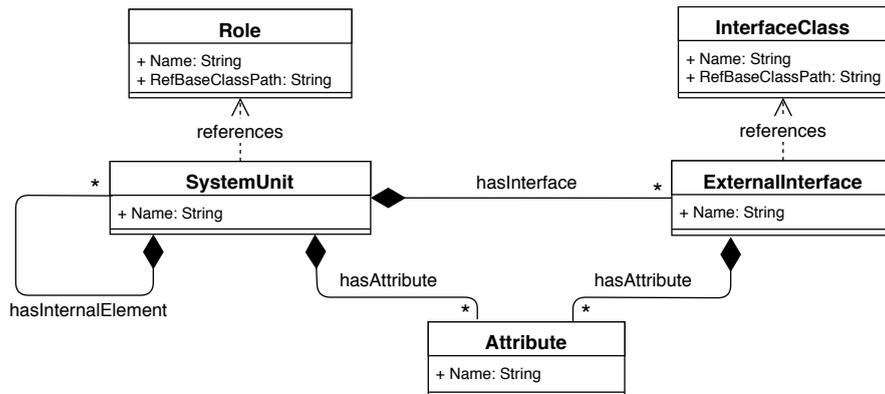 Role
+ Name: String
+ RefBaseClassPath: String
InterfaceClass
+ Name: String
+ RefBaseClassPath: String
references
references
SystemUnit
+ Name: String
*
hasInterface
*
ExternalInterface
+ Name: String
hasInternalElement
hasAttribute
*
hasAttribute
*
Attribute
+ Name: String